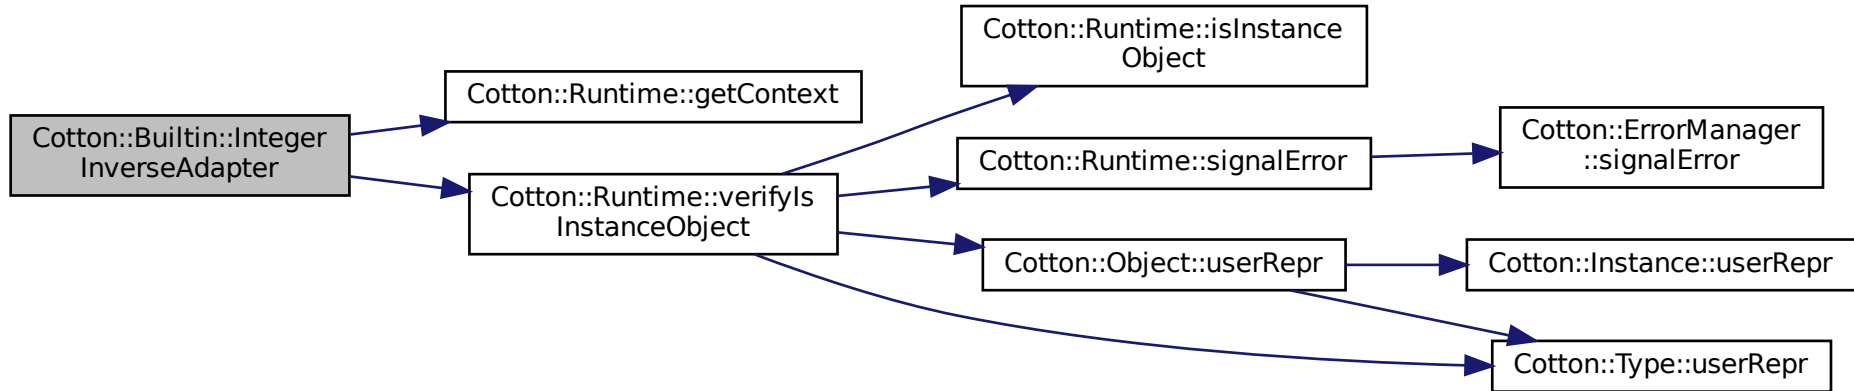 Cotton::Builtin::Integer
InverseAdapter
Cotton::Runtime::getContext
Cotton::Runtime::verifyIs
InstanceObject
Cotton::Runtime::isInstance
Object
Cotton::Runtime::signalError
Cotton::Object::userRepr
Cotton::ErrorManager
::signalError
Cotton::Instance::userRepr
Cotton::Type::userRepr